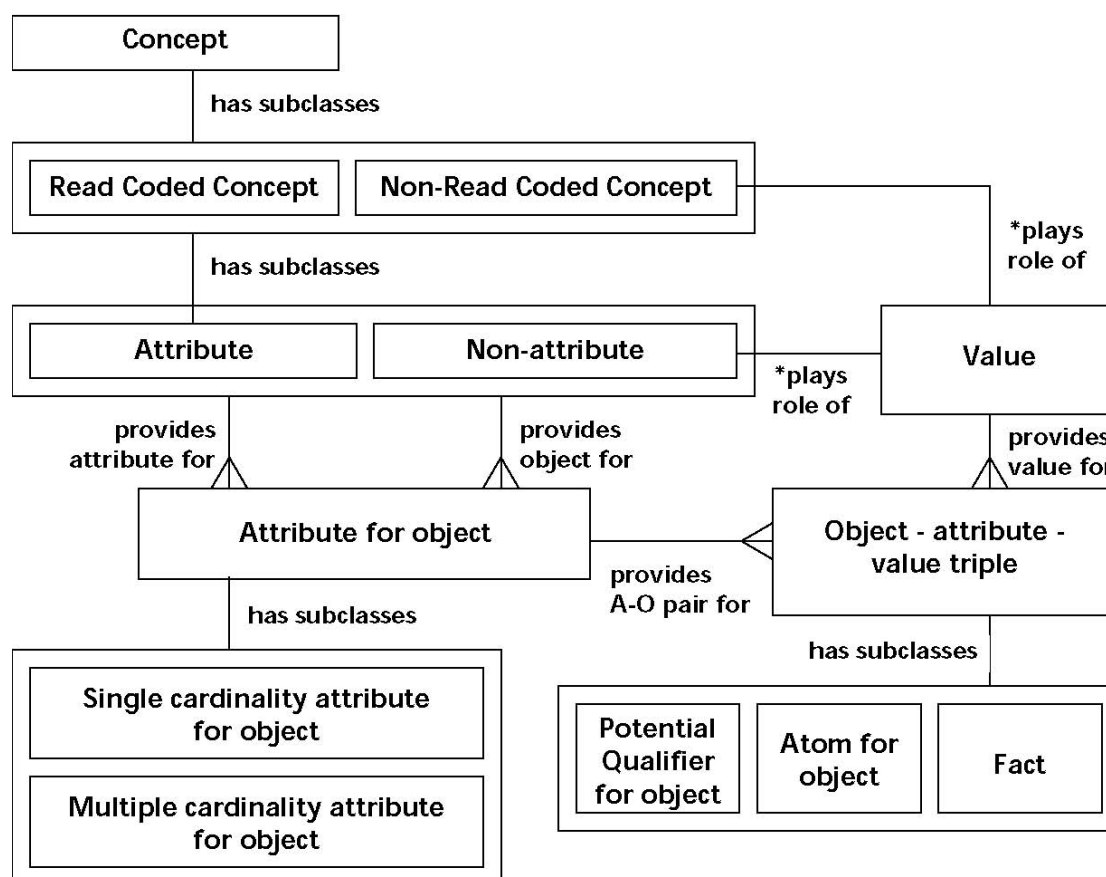 Concept
has subclasses
Read Coded Concept
Non-Read Coded Concept
*plays
role of
has subclasses
Attribute
Non-attribute
*plays
role of
Value
provides
attribute for
provides
object for
provides
value for
Attribute for object
provides
A-O pair for
Object - attribute -
value triple
has subclasses
has subclasses
Single cardinality attribute
for object
Multiple cardinality attribute
for object
Potential
Qualifier
for object
Atom for
object
Fact